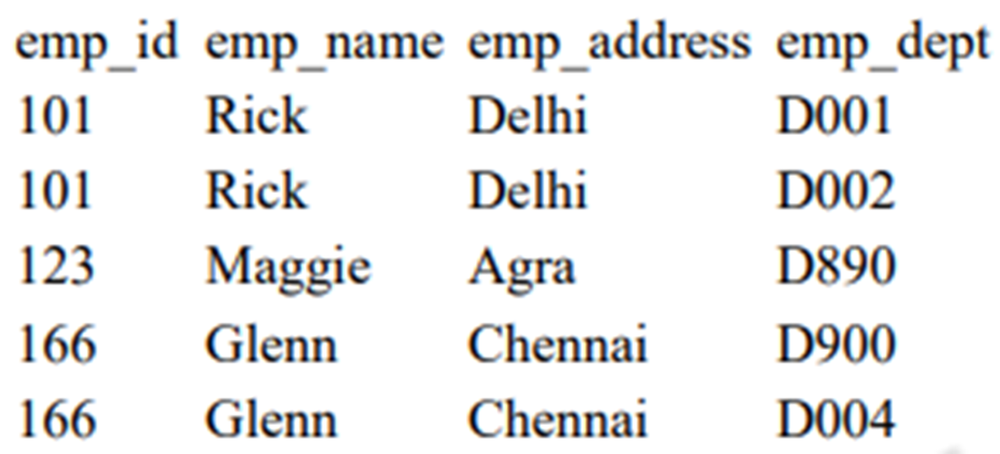 emp_id emp_name emp_address emp_dept
101 Rick Delhi D001
101 Rick Delhi D002
123 Maggie Agra D890
166 Glenn Chennai D900
166 Glenn Chennai D004